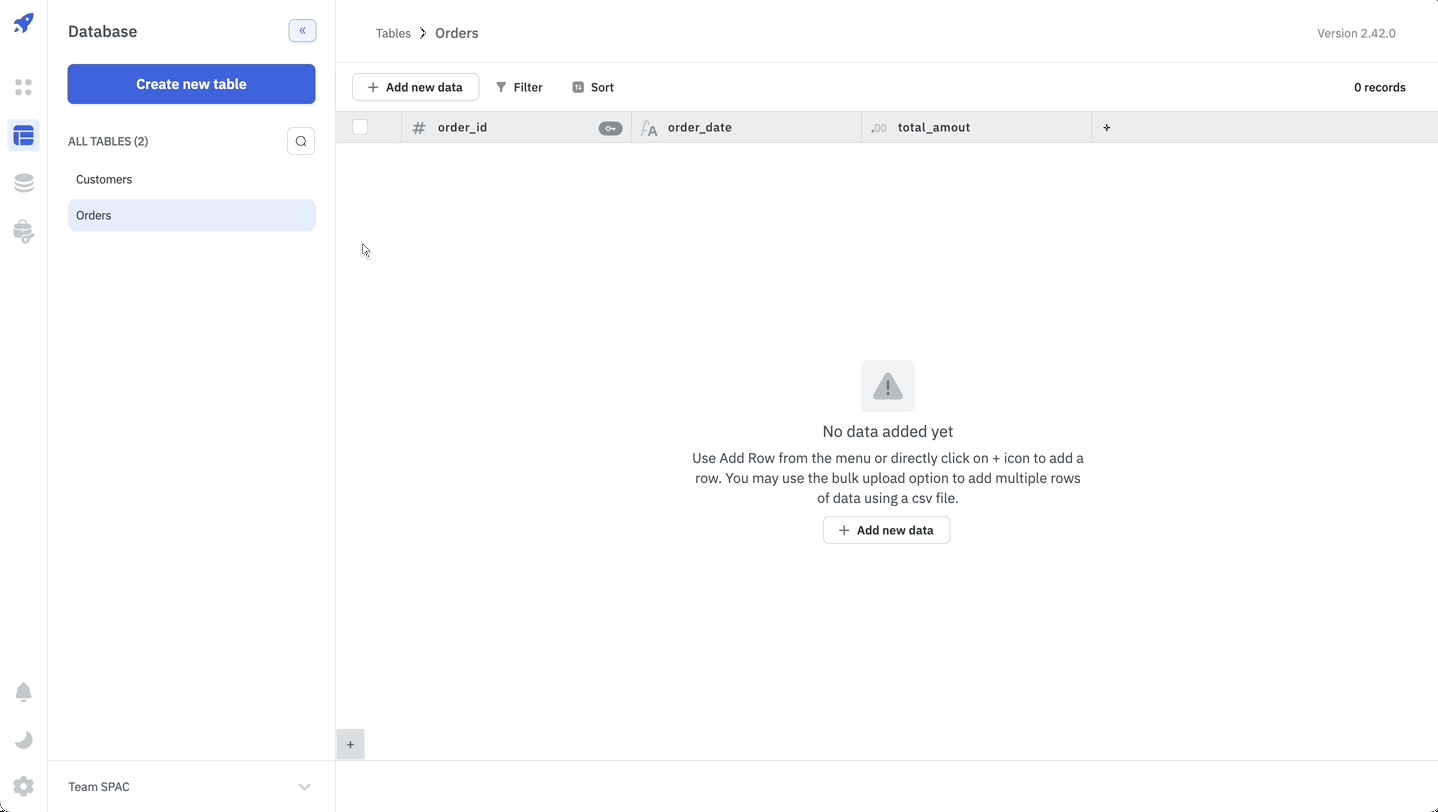 Database
«
Create new table
ALL TABLES (2)
Customers
Orders
Team SPAC
Tables > Orders
Version 2.42.0
+ Add new data
Filter
Sort
0 records
# order_id
order_date
.00 total_amout
+
No data added yet
Use Add Row from the menu or directly click on + icon to add a
row. You may use the bulk upload option to add multiple rows
of data using a csv file.
+ Add new data
+